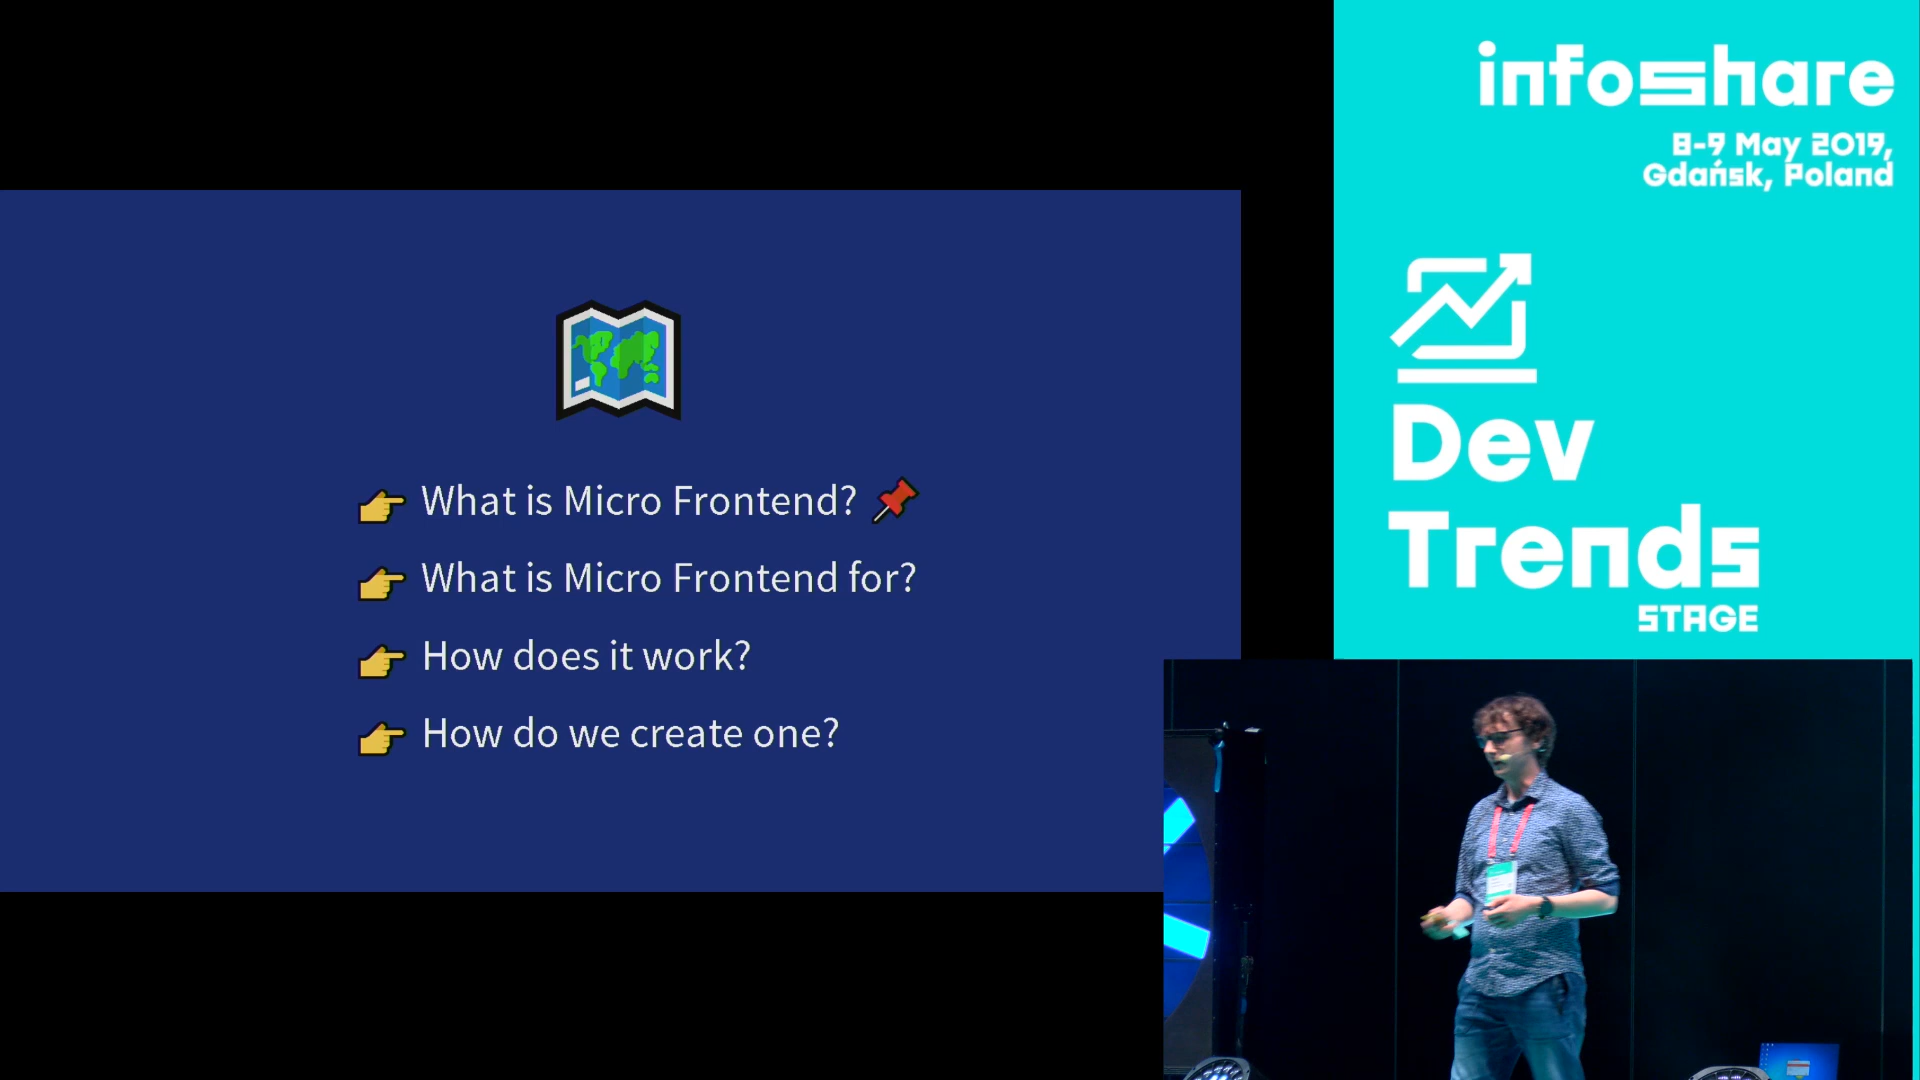 What is Micro Frontend?
What is Micro Frontend for?
How does it work?
How do we create one?
infoshare
8-9 May 2019,
Gdańsk, Poland
Dev
Trends
STAGE